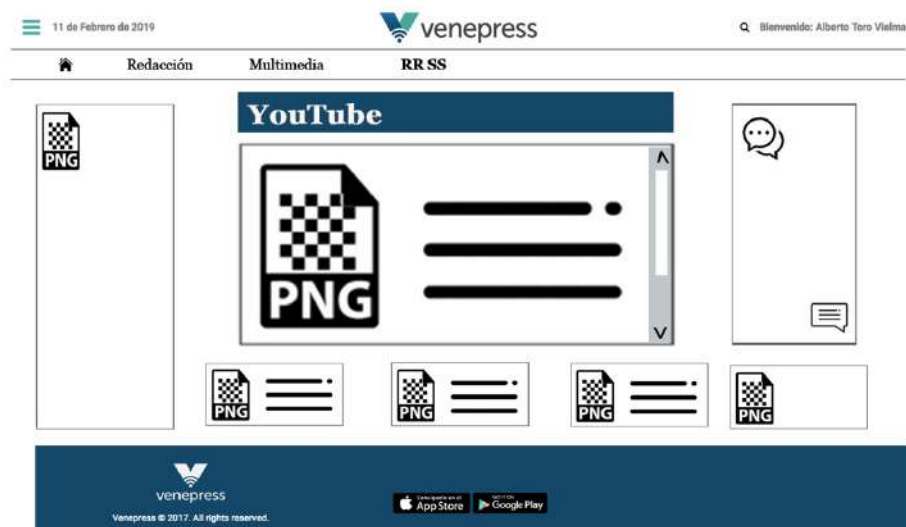 11 de Febrero de 2019
venepress
Bienvenido: Alberto Toro Vielma
Redacción Multimedia RR SS
YouTube
PNG
PNG
PNG
PNG
PNG
PNG
venepress
Venepress © 2017. All rights reserved.
App Store
Google Play